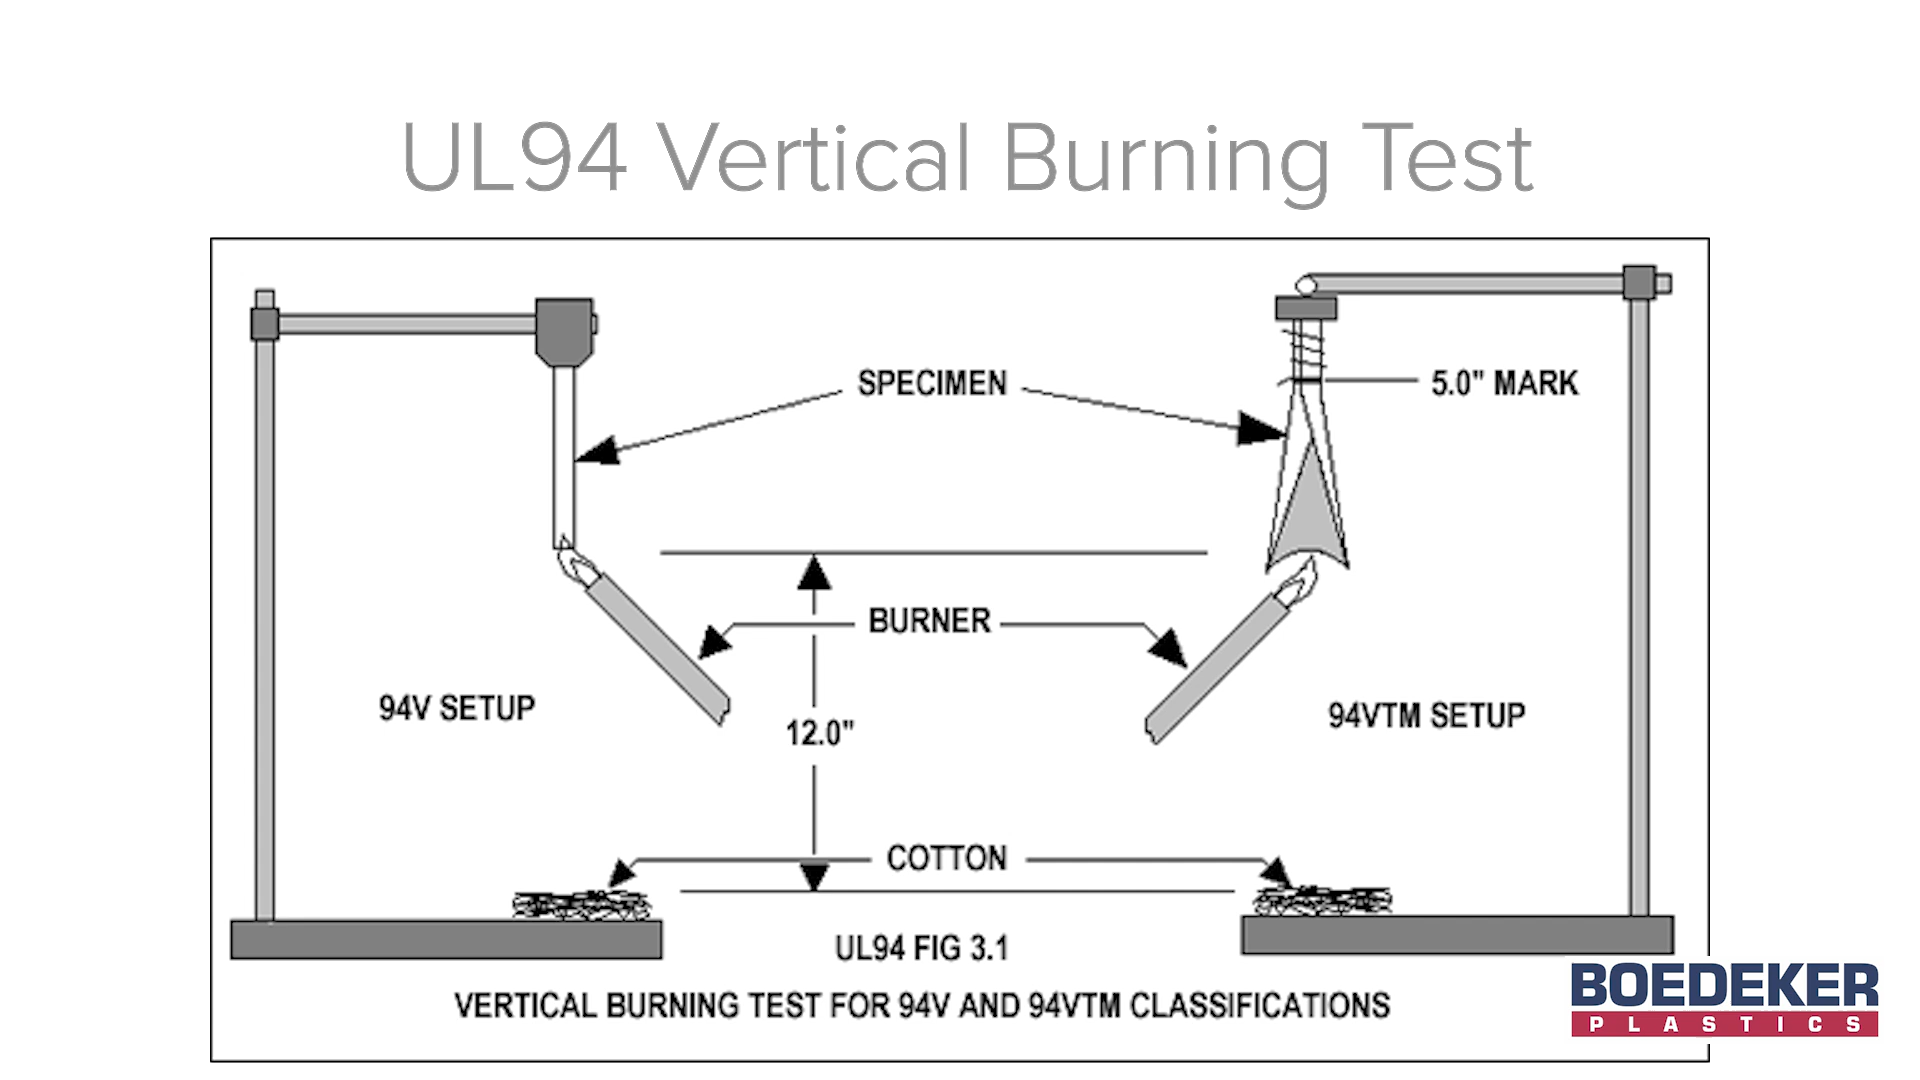 UL94 Vertical Burning Test
SPECIMEN
5.0" MARK
BURNER
94V SETUP
12.0"
94VTM SETUP
COTTON
UL94 FIG 3.1
VERTICAL BURNING TEST FOR 94V AND 94VTM CLASSIFICATIONS
BOEDEKER
PLASTICS